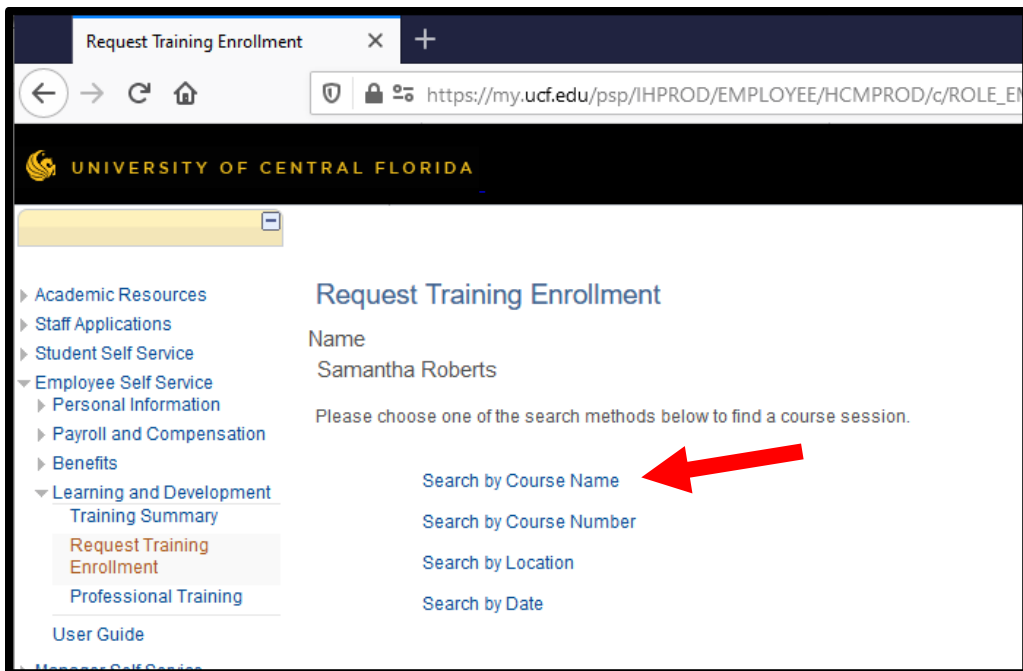 Request Training Enrollment
https://my.ucf.edu/psp/IHPROD/EMPLOYEE/HCMPROD/c/ROLE_EM
UNIVERSITY OF CENTRAL FLORIDA
Academic Resources
Staff Applications
Student Self Service
Employee Self Service
Personal Information
Payroll and Compensation
Benefits
Learning and Development
Training Summary
Request Training
Enrollment
Professional Training
User Guide
Manager Self Service
Request Training Enrollment
Name
Samantha Roberts
Please choose one of the search methods below to find a course session.
Search by Course Name
Search by Course Number
Search by Location
Search by Date